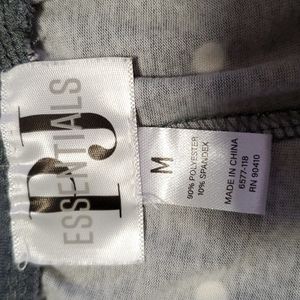 PJ
ESSENTIALS
M
90% POLYESTER
10% SPANDEX
MADE IN CHINA
6577-118
RN 90410